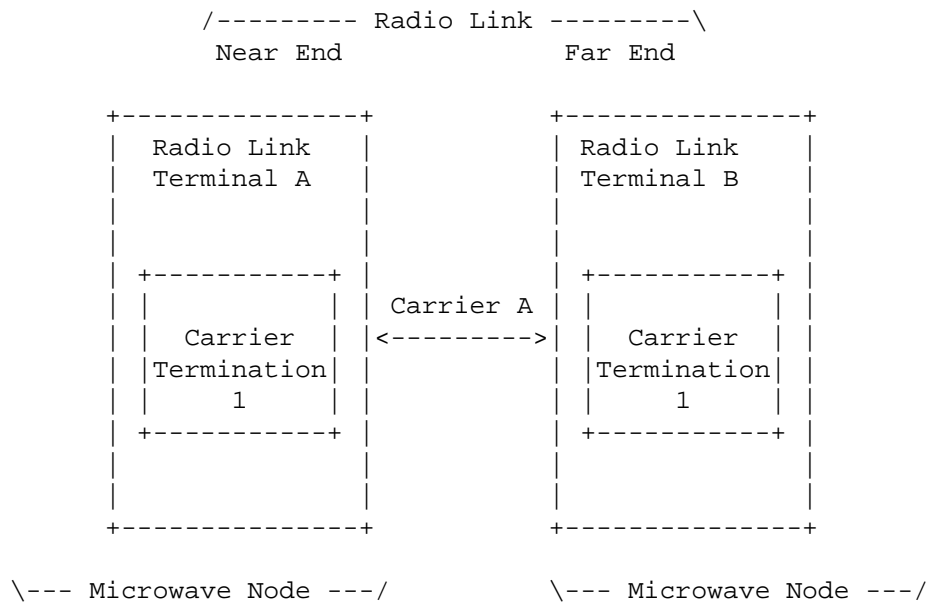 /--------- Radio Link ---------\
Near End Far End
+---------------+ +---------------+
| Radio Link | | Radio Link |
| Terminal A | | Terminal B |
| | | |
| | | |
| +-----------+ | | +-----------+ |
| | | | Carrier A | | | |
| | Carrier | |<--------->| | Carrier | |
| |Termination| | | |Termination| |
| | 1 | | | | 1 | |
| +-----------+ | | +-----------+ |
| | | |
| | | |
+---------------+ +---------------+
\--- Microwave Node ---/ \--- Microwave Node ---/